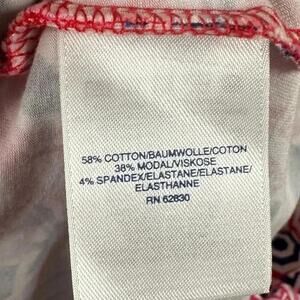 58% COTTON/BAUMWOLLE/COTON
38% MODAL/VISKOSE
4% SPANDEX/ELASTANE/ELASTANE/
ELASTHANNE
RN 62830